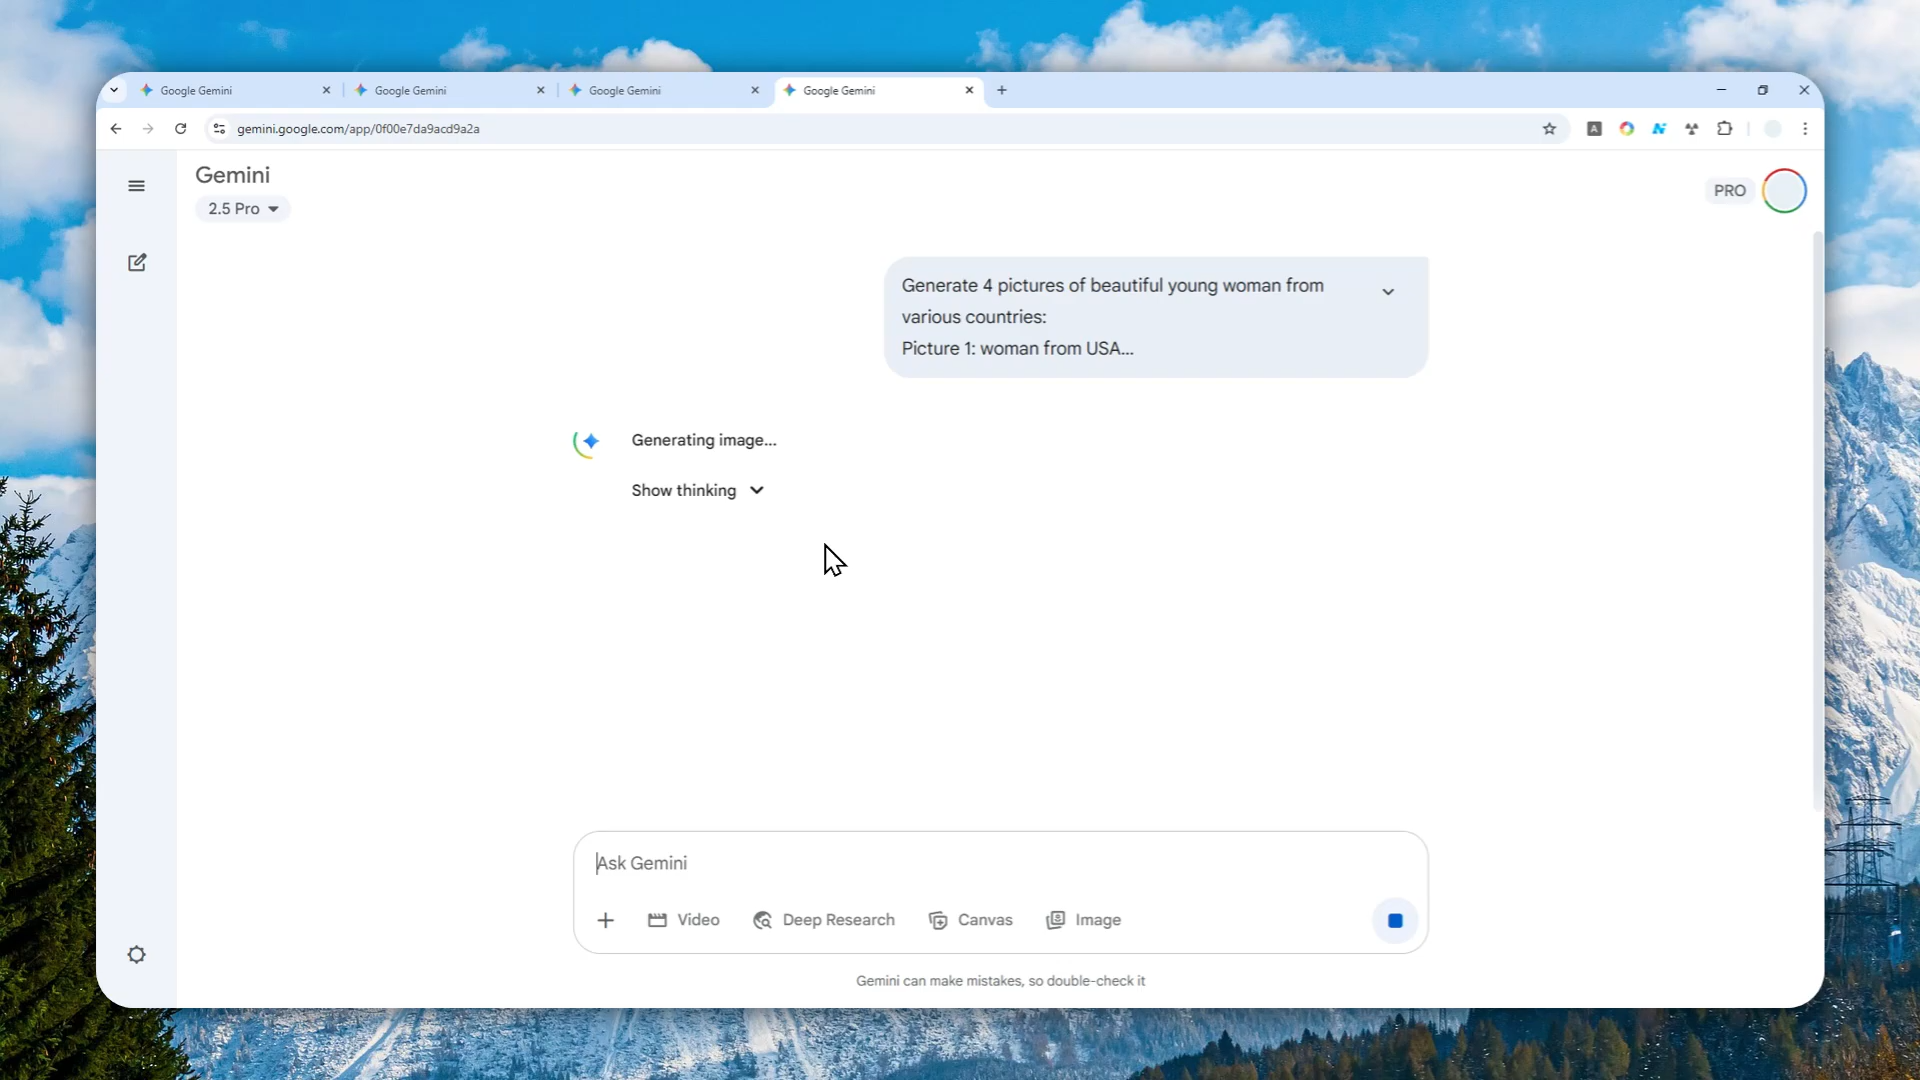 Google Gemini
Google Gemini
Google Gemini
Google Gemini
gemini.google.com/app/0f00e7da9acd9a2a
Gemini
2.5 Pro
PRO
Generate 4 pictures of beautiful young woman from
various countries:
Picture 1: woman from USA...
Generating image...
Show thinking
Ask Gemini
Video
Deep Research
Canvas
Image
Gemini can make mistakes, so double-check it